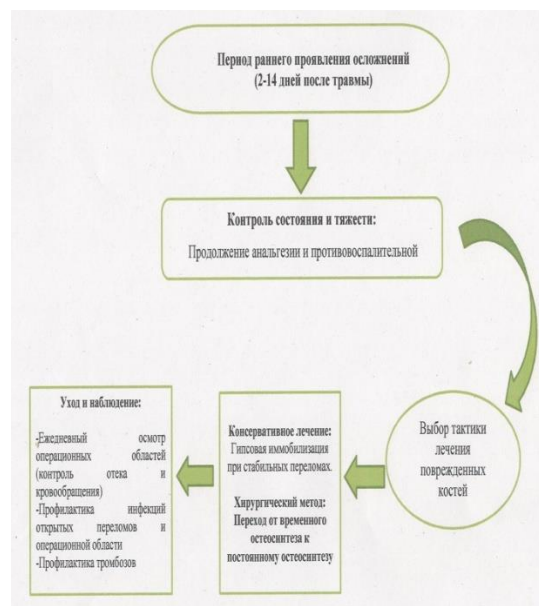 Период раннего проявления осложнений
(2-14 дней после травмы)
Контроль состояния и тяжести:
Продолжение анальгезии и противовоспалительной
Выбор тактики
лечения
поврежденных
костей
Консервативное лечение:
Гипсовая иммобилизация
при стабильных переломах.
Хирургический метод:
Переход от временного
остеосинтеза к
постоянному остеосинтезу
Уход и наблюдение:
-Ежедневный осмотр
операционных областей
(контроль отека и
кровообращения)
-Профилактика инфекций
открытых переломов и
операционной области
-Профилактика тромбозов